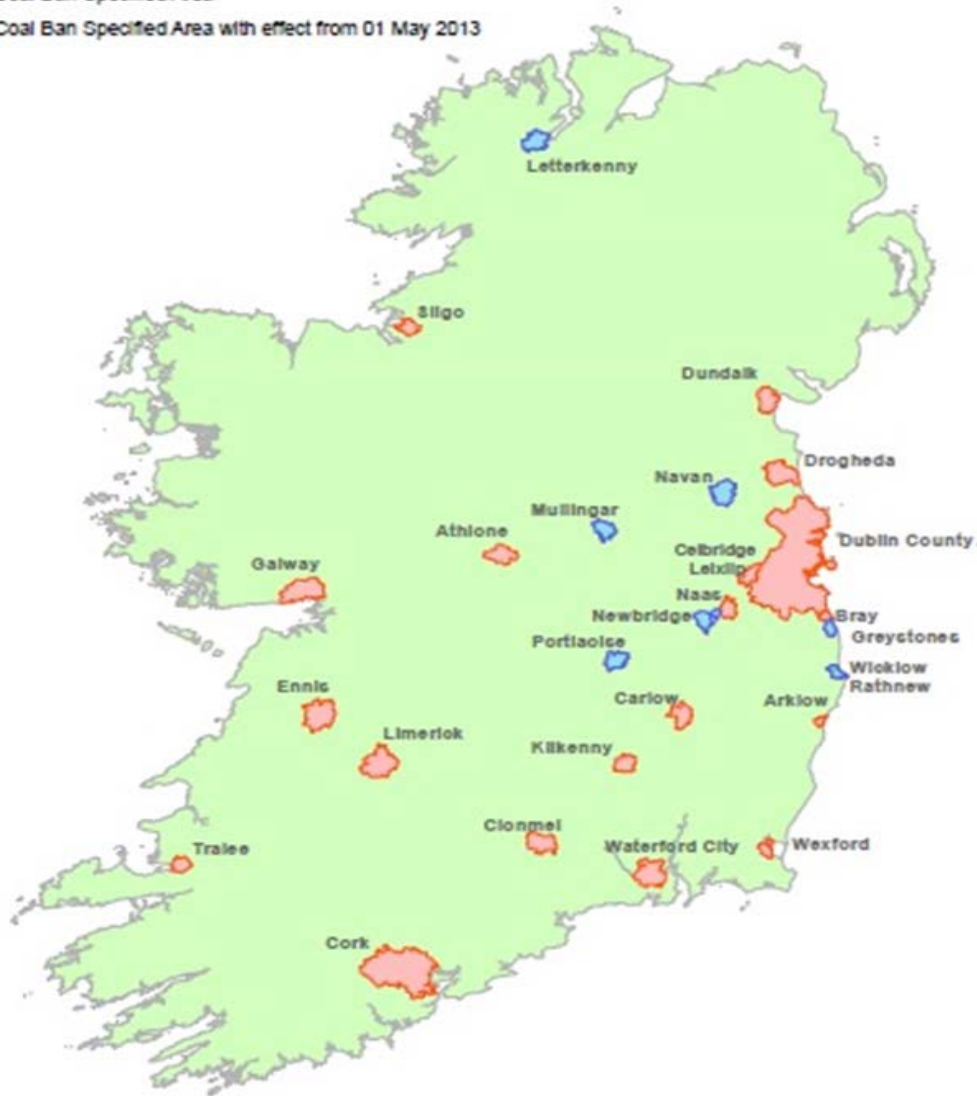 Coal Ban Specified Area with effect from 01 May 2013
Letterkenny
Sligo
Dundalk
Drogheda
Navan
Mullingar
Athlone
Dublin County
Celbridge
Leixlip
Galway
Naas
Newbridge
Bray
Greystones
Portlaoise
Wicklow
Rathnew
Ennis
Carlow
Arklow
Limerick
Kilkenny
Clonmel
Waterford City
Wexford
Tralee
Cork